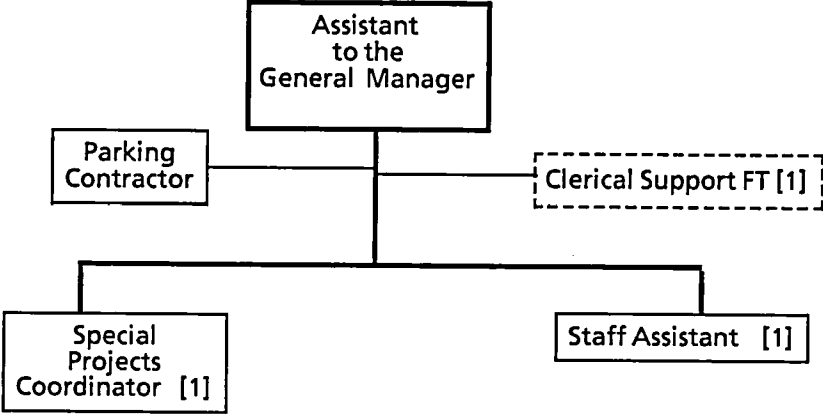 Assistant
to the
General Manager
Parking
Contractor
Clerical Support FT [1]
Special
Projects
Coordinator [1]
Staff Assistant [1]